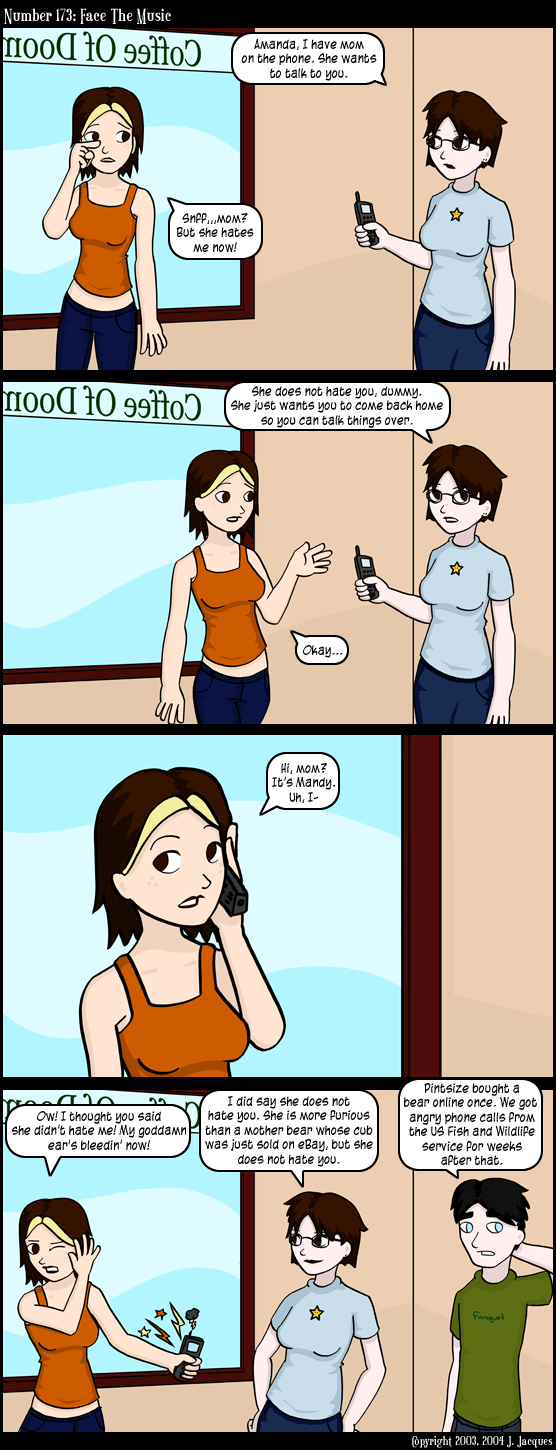 Number 173: Face The Music
Coffee Of Doom
Amanda, I have mom
on the phone. She wants
to talk to you.
Snff,,,mom?
But she hates
me now!
Coffee Of Doom
She does not hate you, dummy.
She just wants you to come back home
so you can talk things over.
Okay...
Hi, mom?
It's Mandy.
Uh, I-
Ow! I thought you said
she didn't hate me! My goddamn
ear's bleedin' now!
I did say she does not
hate you. She is more furious
than a mother bear whose cub
was just sold on eBay, but she
does not hate you.
Pintsize bought a
bear online once. We got
angry phone calls from
the US Fish and Wildlife
service for weeks
after that.
Coffee Of Doom
Copyright 2003, 2004 J. Jacques